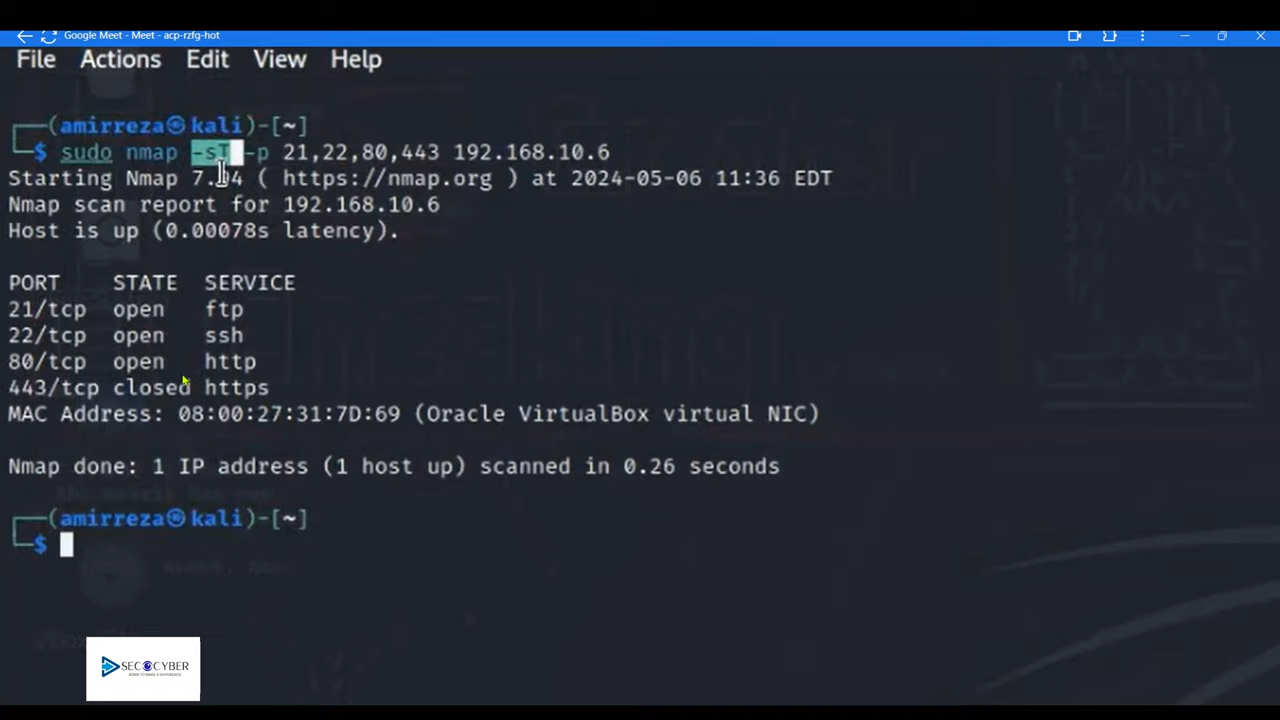 Google Meet - Meet - acp-rzfg-hot
File Actions Edit View Help
(amirreza㉿kali)-[~]
$ sudo nmap -sT -p 21,22,80,443 192.168.10.6
Starting Nmap 7.94 ( https://nmap.org ) at 2024-05-06 11:36 EDT
Nmap scan report for 192.168.10.6
Host is up (0.00078s latency).
PORT STATE SERVICE
21/tcp open ftp
22/tcp open ssh
80/tcp open http
443/tcp closed https
MAC Address: 08:00:27:31:7D:69 (Oracle VirtualBox virtual NIC)
Nmap done: 1 IP address (1 host up) scanned in 0.26 seconds
(amirreza㉿kali)-[~]
$
SECOCYBER